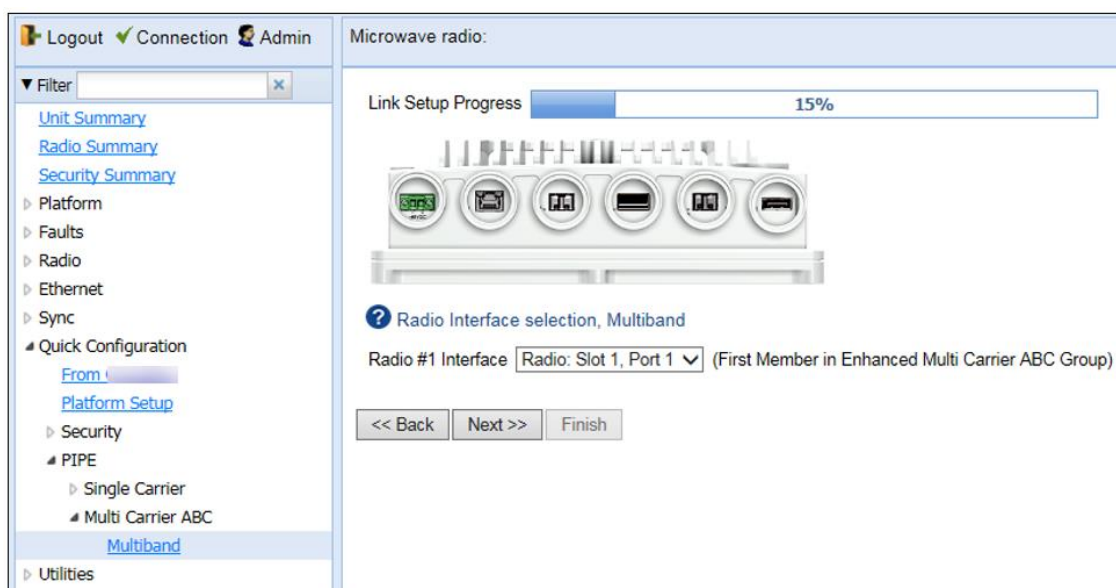 Logout Connection Admin
Microwave radio:
Filter
Unit Summary
Radio Summary
Security Summary
Platform
Faults
Radio
Ethernet
Sync
Quick Configuration
From
Platform Setup
Security
PIPE
Single Carrier
Multi Carrier ABC
Multiband
Utilities
Link Setup Progress 15%
Radio Interface selection, Multiband
Radio #1 Interface Radio: Slot 1, Port 1 (First Member in Enhanced Multi Carrier ABC Group)
<< Back Next >> Finish